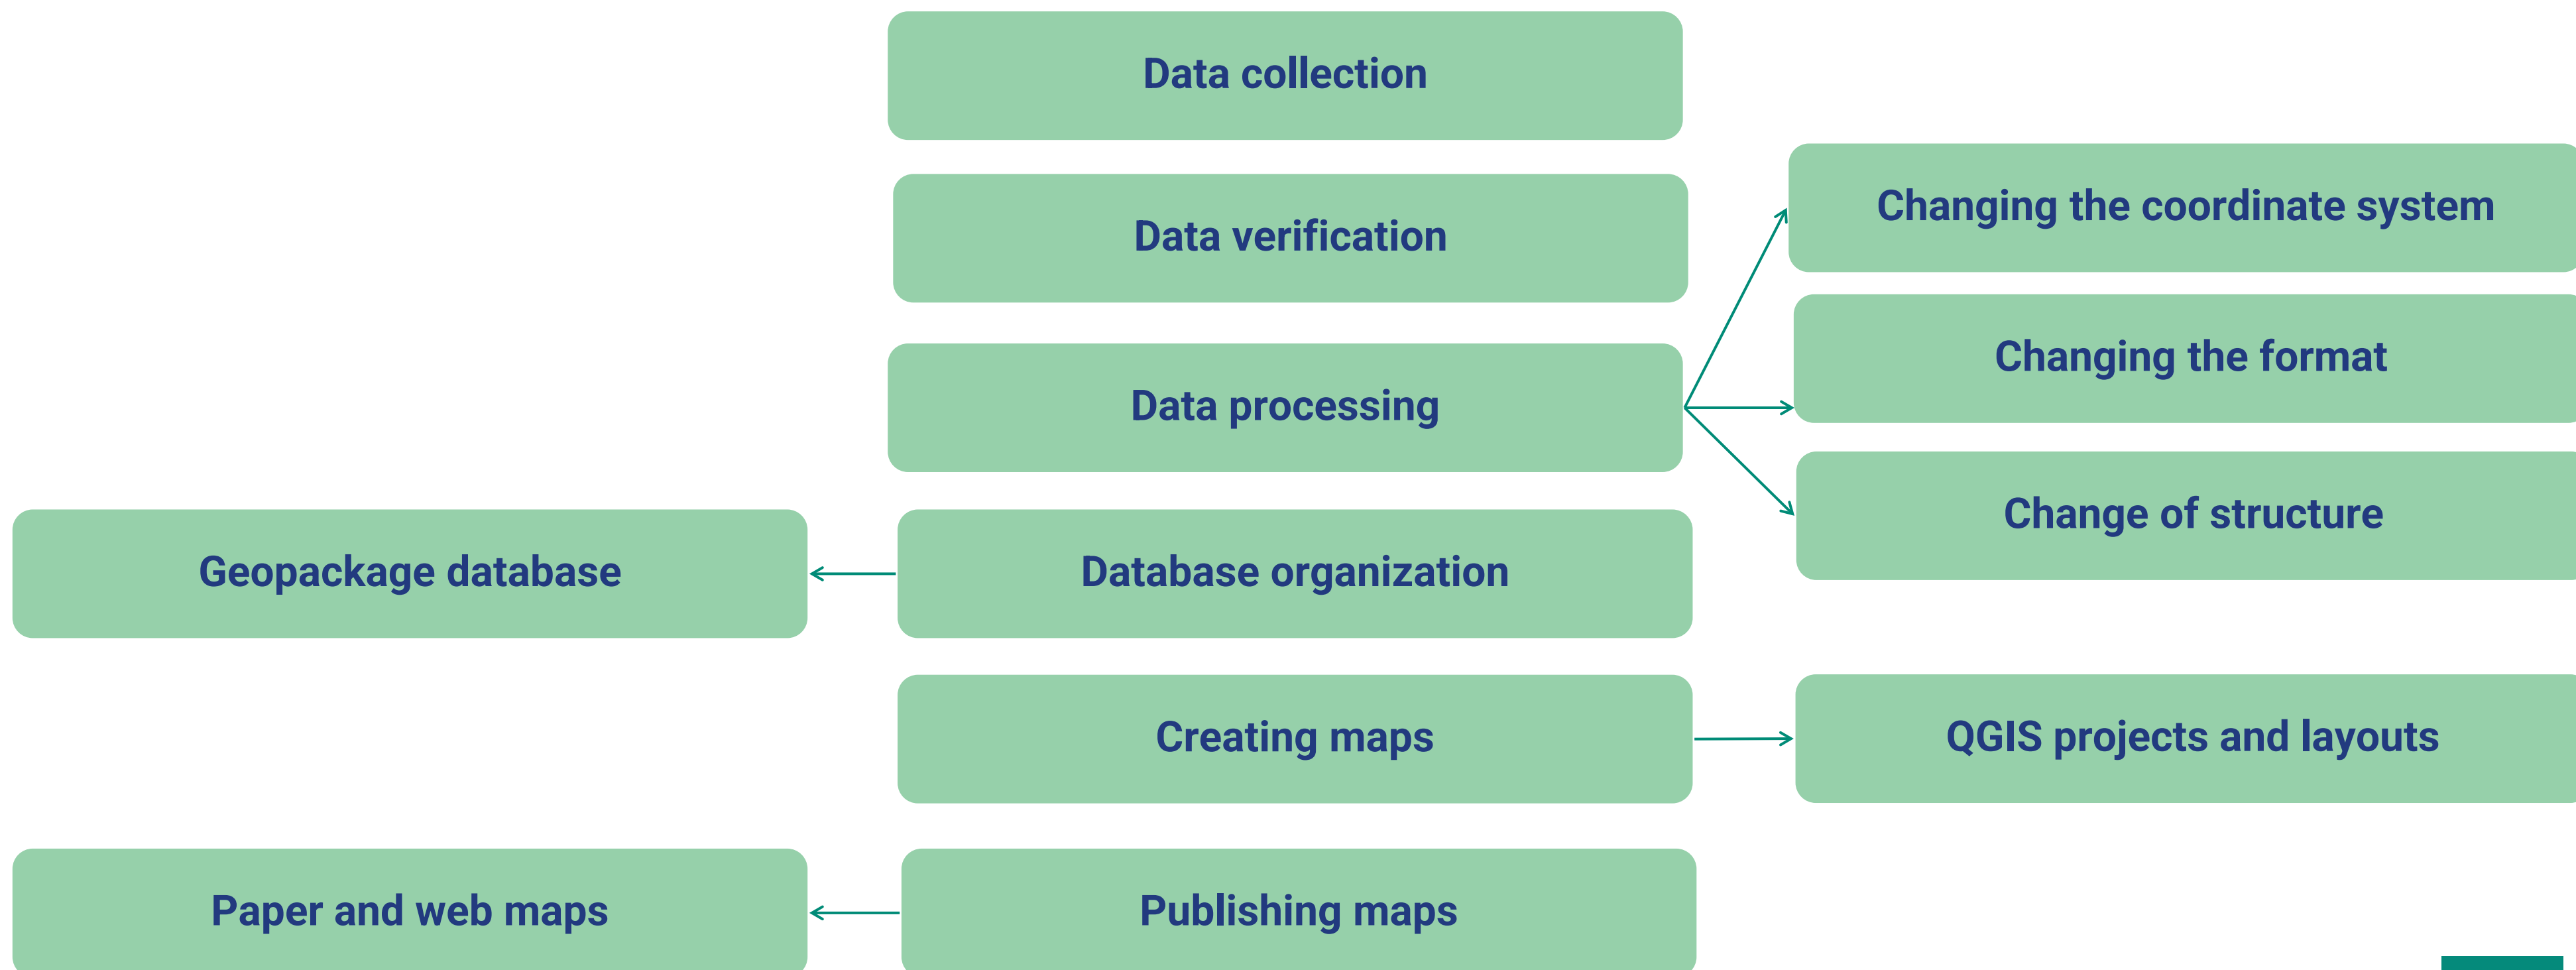 Data collection
Data verification
Data processing
Changing the coordinate system
Changing the format
Change of structure
Geopackage database
Database organization
Creating maps
QGIS projects and layouts
Paper and web maps
Publishing maps